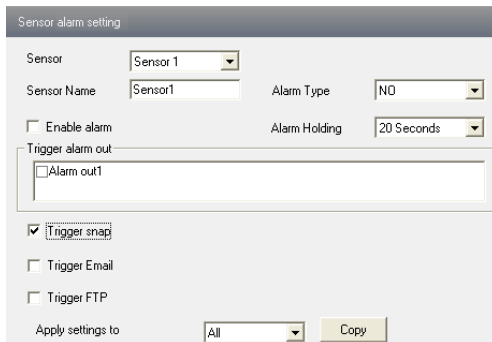 Sensor alarm setting
Sensor Sensor 1
Sensor Name Sensor1 Alarm Type NO
Enable alarm Alarm Holding 20 Seconds
Trigger alarm out
Alarm out1
Trigger snap
Trigger Email
Trigger FTP
Apply settings to All Copy